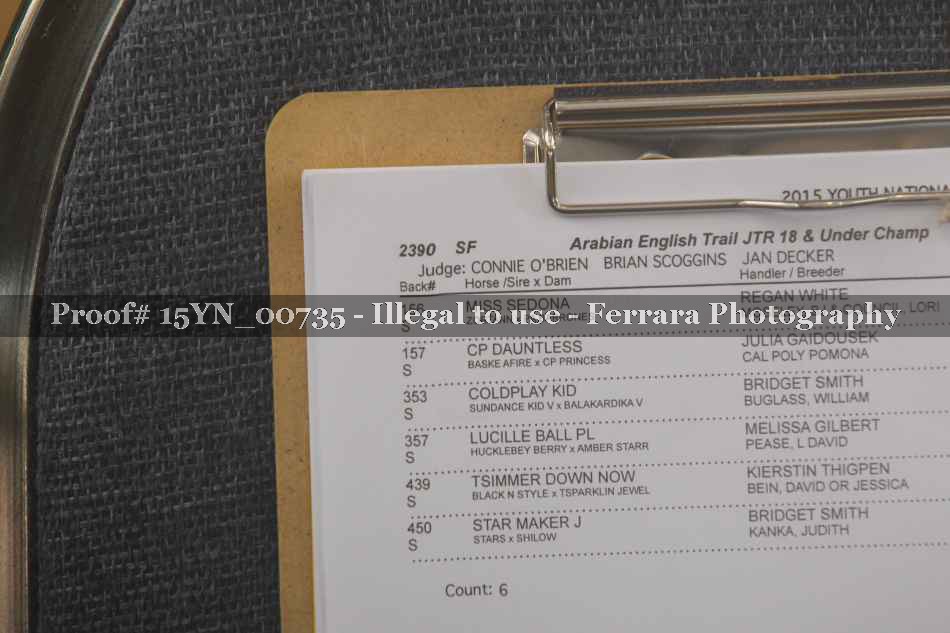 2015 YOUTH NATIONA
2390 SF Arabian English Trail JTR 18 & Under Champ
Judge: CONNIE O'BRIEN BRIAN SCOGGINS JAN DECKER
Back# Horse /Sire x Dam Handler / Breeder
MISS SEDONA REGAN WHITE
Proof# 15YN_00735 - Illegal to use - Ferrara Photography
S
157 CP DAUNTLESS JULIA GAIDOUSEK
S BASKE AFIRE x CP PRINCESS CAL POLY POMONA
353 COLDPLAY KID BRIDGET SMITH
S SUNDANCE KID V x BALAKARDIKA V BUGLASS, WILLIAM
357 LUCILLE BALL PL MELISSA GILBERT
S HUCKLEBEY BERRY x AMBER STARR PEASE, L DAVID
439 TSIMMER DOWN NOW KIERSTIN THIGPEN
S BLACK N STYLE x TSPARKLIN JEWEL BEIN, DAVID OR JESSICA
450 STAR MAKER J BRIDGET SMITH
S STARS x SHILOW KANKA, JUDITH
Count: 6